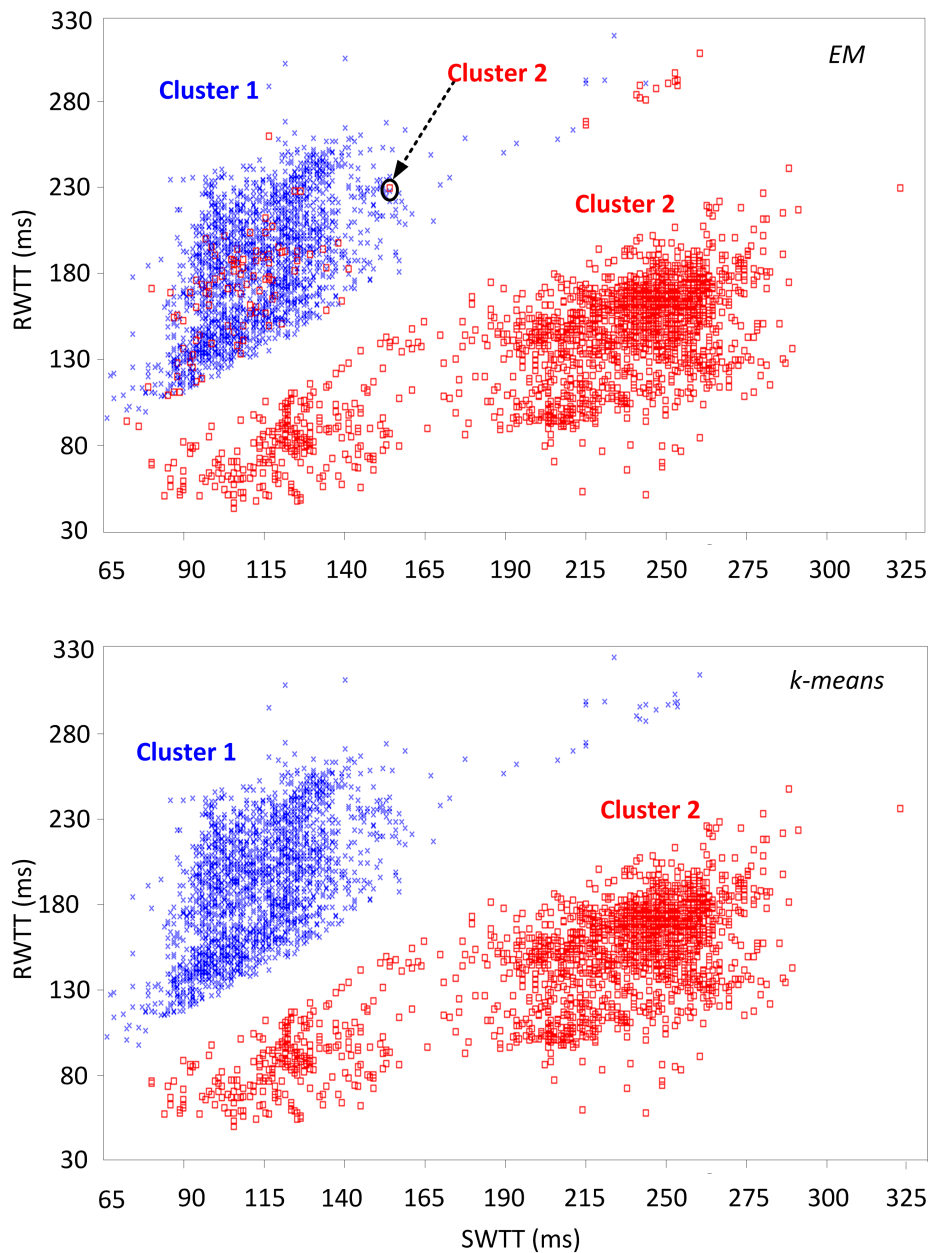 330
EM
Cluster 2
Cluster 1
280
230
Cluster 2
180
130
80
30
RWTT (ms)
65 90 115 140 165 190 215 250 275 300 325
330
k-means
Cluster 1
280
Cluster 2
230
180
130
80
30
RWTT (ms)
65 90 115 140 165 190 215 250 275 300 325
SWTT (ms)